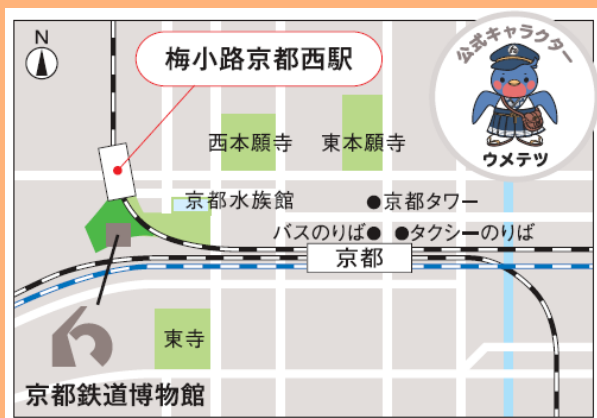 N
梅小路京都西駅
公式キャラクター
ウメテツ
西本願寺
東本願寺
京都水族館
●京都タワー
バスのりば●
●タクシーのりば
京都
東寺
京都鉄道博物館